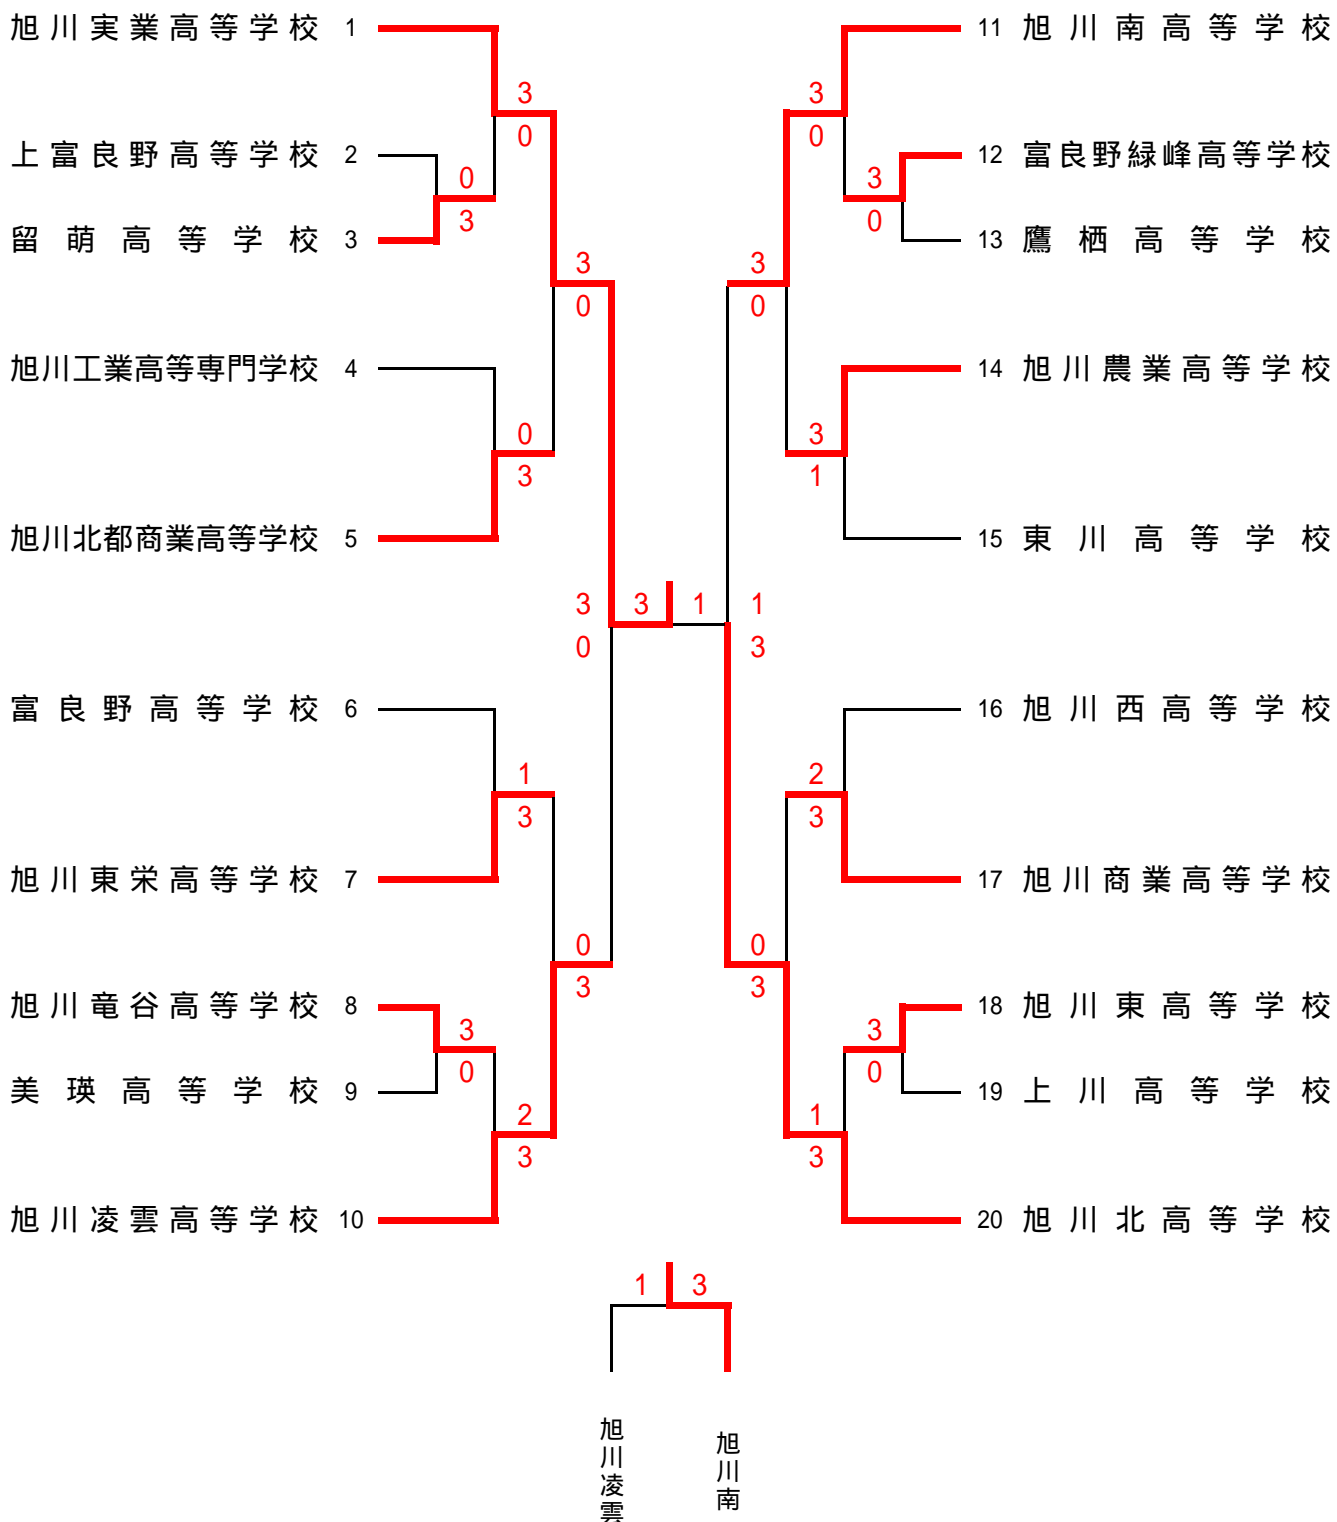 旭川実業高等学校 1
3
0
上富良野高等学校 2
0
3
留萌高等学校 3
3
0
旭川工業高等専門学校 4
0
3
旭川北都商業高等学校 5
3
0
3
1
1
3
富良野高等学校 6
1
3
旭川東栄高等学校 7
0
3
旭川竜谷高等学校 8
3
0
美瑛高等学校 9
2
3
旭川凌雲高等学校 10
11 旭川南高等学校
3
0
12 富良野緑峰高等学校
3
0
13 鷹栖高等学校
3
0
14 旭川農業高等学校
3
1
15 東川高等学校
16 旭川西高等学校
2
3
17 旭川商業高等学校
0
3
18 旭川東高等学校
3
0
19 上川高等学校
1
3
20 旭川北高等学校
1
3
旭川凌雲
旭川南